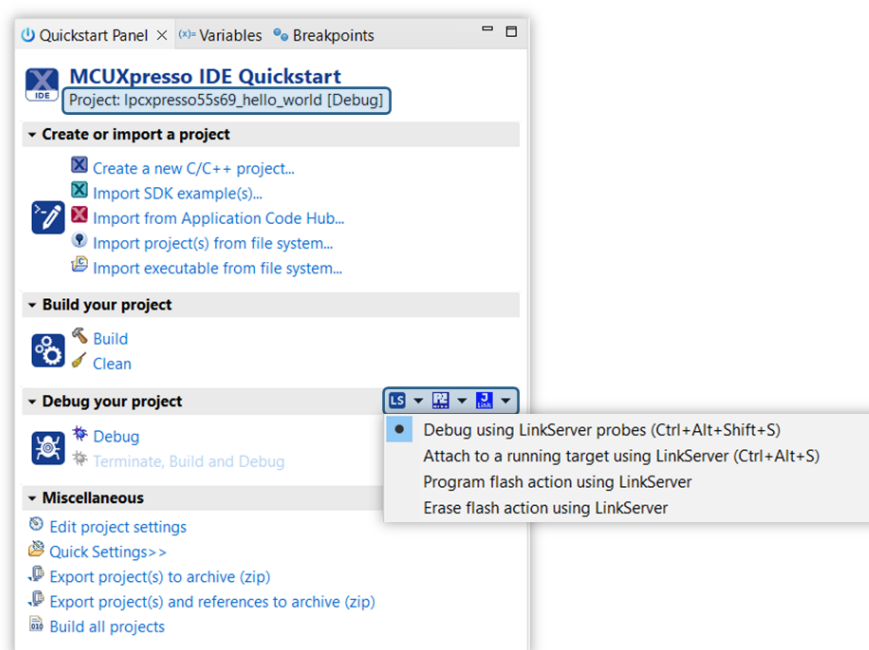 Quickstart Panel
(x)= Variables
Breakpoints
IDE
MCUXpresso IDE Quickstart
Project: lpcxpresso55s69_hello_world [Debug]
Create or import a project
Create a new C/C++ project...
Import SDK example(s)...
Import from Application Code Hub...
Import project(s) from file system...
Import executable from file system...
Build your project
Build
Clean
Debug your project
LS
J
Link
Debug using LinkServer probes (Ctrl+Alt+Shift+S)
Attach to a running target using LinkServer (Ctrl+Alt+S)
Program flash action using LinkServer
Erase flash action using LinkServer
Debug
Terminate, Build and Debug
Miscellaneous
Edit project settings
Quick Settings>>
Export project(s) to archive (zip)
Export project(s) and references to archive (zip)
010
Build all projects